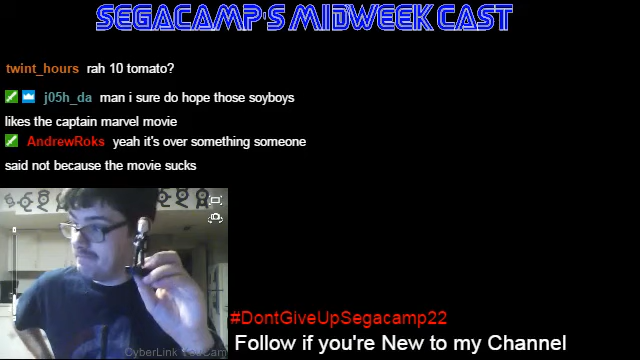 SEGACAMP'S MIDWEEK CAST
twint_hours rah 10 tomato?
j05h_da man i sure do hope those soyboys
likes the captain marvel movie
AndrewRoks yeah it's over something someone
said not because the movie sucks
CyberLink YouCam
#DontGiveUpSegacamp22
Follow if you're New to my Channel